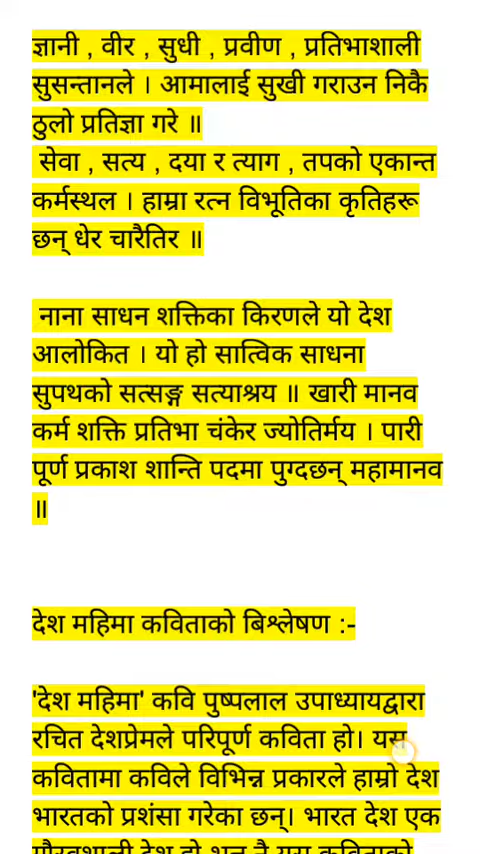 ज्ञानी , वीर , सुधी , प्रवीण , प्रतिभाशाली
सुसन्तानले । आमालाई सुखी गराउन निकै
ठुलो प्रतिज्ञा गरे ॥
सेवा , सत्य , दया र त्याग , तपको एकान्त
कर्मस्थल । हाम्रा रत्न विभूतिका कृतिहरू
छन् धेर चारैतिर ॥
नाना साधन शक्तिका किरणले यो देश
आलोकित । यो हो सात्विक साधना
सुपथको सत्सङ्ग सत्याश्रय ॥ खारी मानव
कर्म शक्ति प्रतिभा चंकेर ज्योतिर्मय । पारी
पूर्ण प्रकाश शान्ति पदमा पुग्दछन् महामानव
॥
देश महिमा कविताको बिश्लेषण :-
'देश महिमा' कवि पुष्पलाल उपाध्यायद्वारा
रचित देशप्रेमले परिपूर्ण कविता हो। यस
कवितामा कविले विभिन्न प्रकारले हाम्रो देश
भारतको प्रशंसा गरेका छन्। भारत देश एक